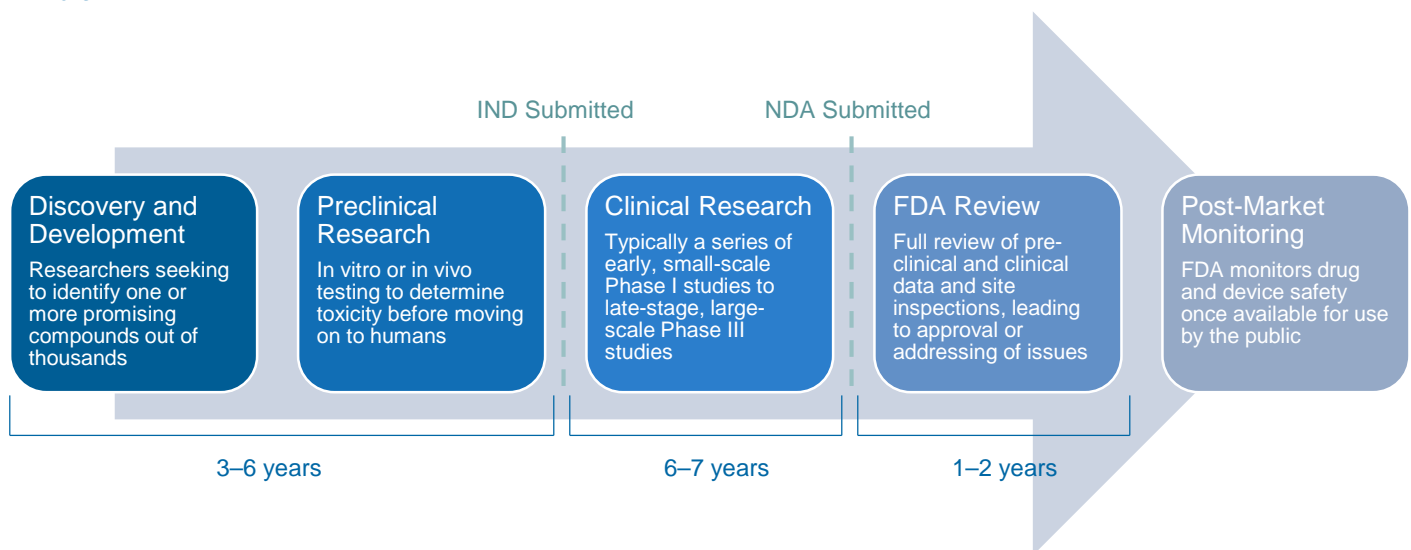 IND Submitted
NDA Submitted
Discovery and
Development
Researchers seeking
to identify one or
more promising
compounds out of
thousands
Preclinical
Research
In vitro or in vivo
testing to determine
toxicity before moving
on to humans
Clinical Research
Typically a series of
early, small-scale
Phase I studies to
late-stage, large-
scale Phase III
studies
FDA Review
Full review of pre-
clinical and clinical
data and site
inspections, leading
to approval or
addressing of issues
Post-Market
Monitoring
FDA monitors drug
and device safety
once available for use
by the public
3–6 years
6–7 years
1–2 years